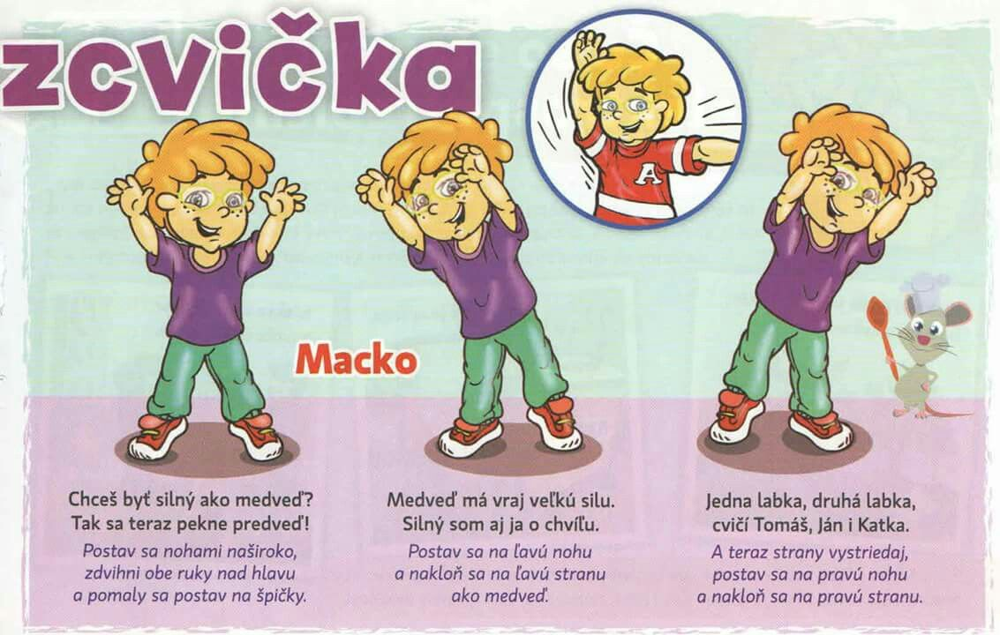 zcvička
A
Macko
Chceš byť silný ako medveď?
Tak sa teraz pekne predveď!
Postav sa nohami naširoko,
zdvihni obe ruky nad hlavu
a pomaly sa postav na špičky.
Medveď má vraj veľkú silu.
Silný som aj ja o chvíľu.
Postav sa na ľavú nohu
a nakloň sa na ľavú stranu
ako medveď.
Jedna labka, druhá labka,
cvičí Tomáš, Ján i Katka.
A teraz strany vystriedaj,
postav sa na pravú nohu
a nakloň sa na pravú stranu.